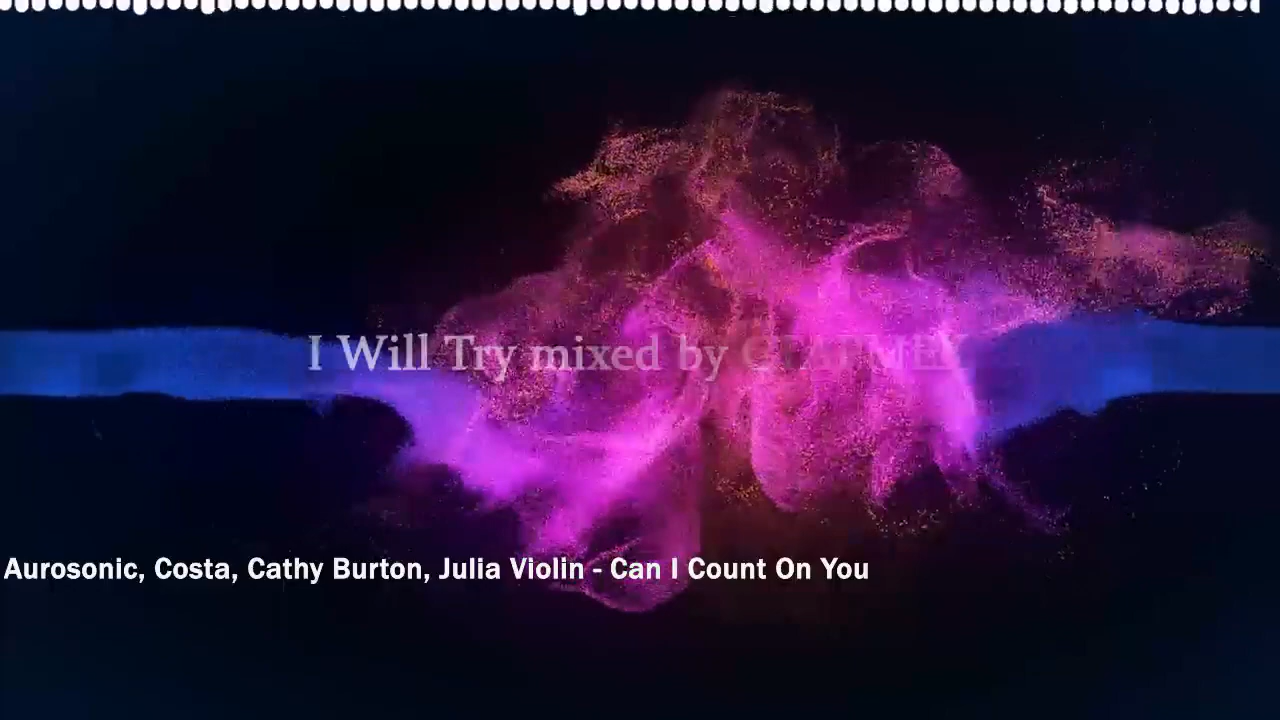 I Will Try mixed by
Aurosonic, Costa, Cathy Burton, Julia Violin - Can I Count On You